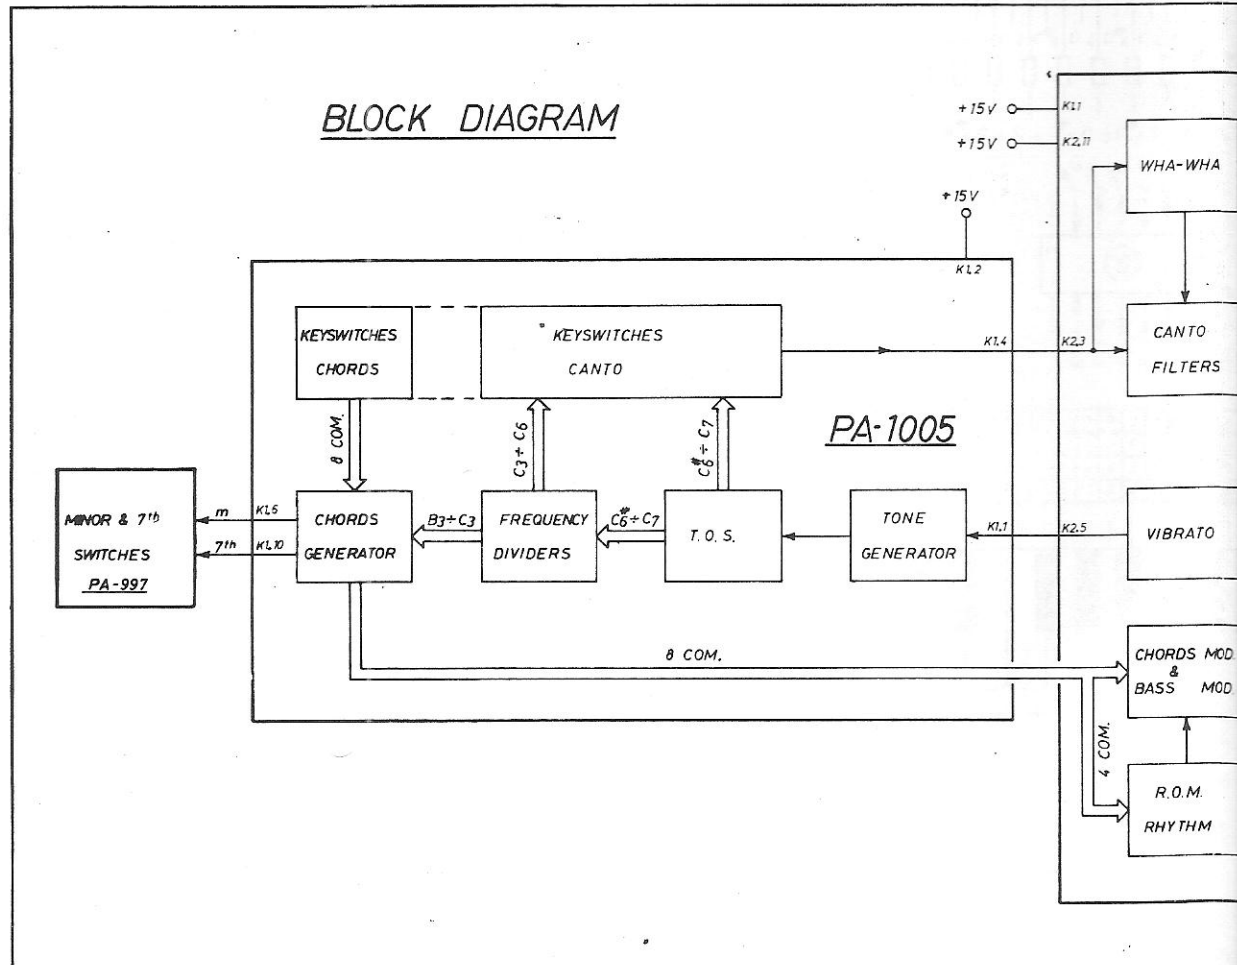 BLOCK DIAGRAM
+15V
K1,1
+15V
K2,11
+15V
K1,2
WHA-WHA
KEYSWITCHES
CHORDS
KEYSWITCHES
CANTO
K1,4
K2,3
CANTO
FILTERS
8 COM.
C3÷C6
C6#÷C7
PA-1005
MINOR & 7th
SWITCHES
PA-997
m
K1,6
7th
K1,10
CHORDS
GENERATOR
B3÷C3
FREQUENCY
DIVIDERS
C6#÷C7
T.O.S.
TONE
GENERATOR
K1,1
K2,5
VIBRATO
8 COM.
CHORDS MOD.
&
BASS MOD.
4 COM.
R.O.M.
RHYTHM